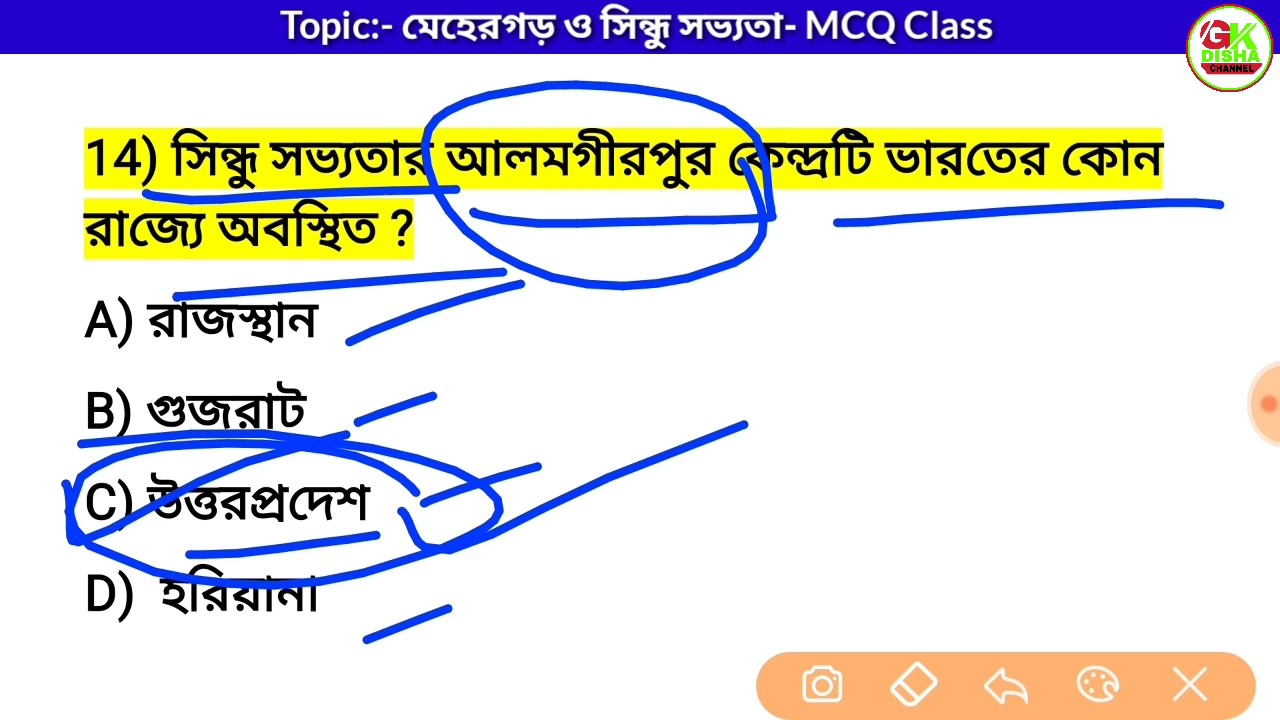 Topic:- মেহেরগড় ও সিন্ধু সভ্যতা- MCQ Class
GK
DISHA
CHANNEL
14) সিন্ধু সভ্যতার আলমগীরপুর কেন্দ্রটি ভারতের কোন
রাজ্যে অবস্থিত ?
A) রাজস্থান
B) গুজরাট
C) উত্তরপ্রদেশ
D) হরিয়ানা